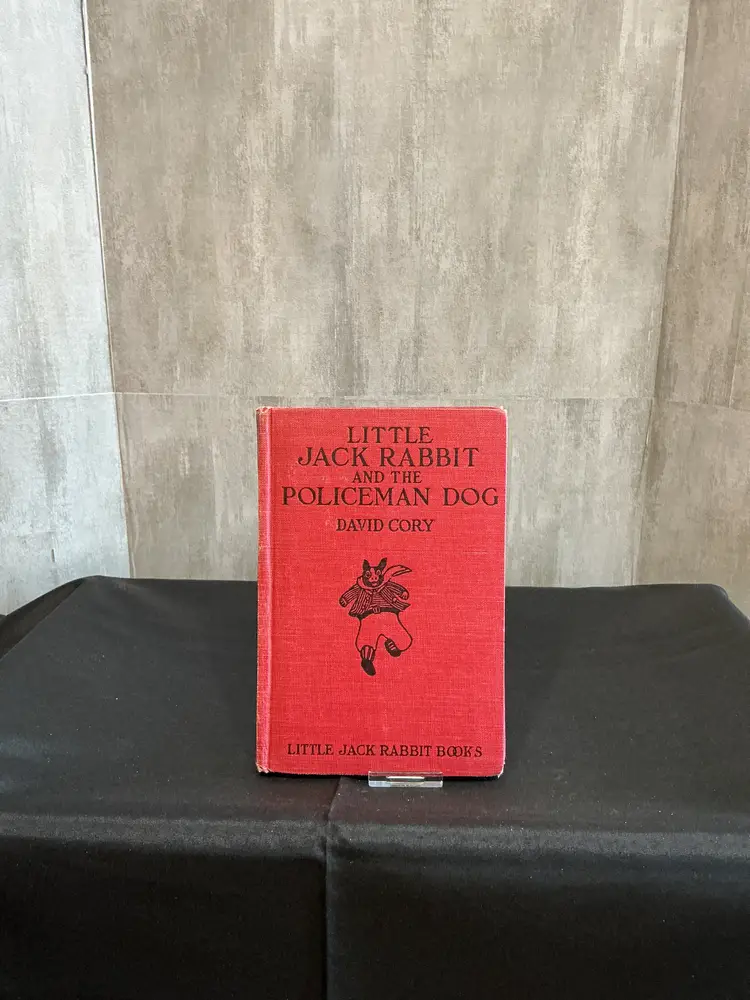 LITTLE
JACK RABBIT
AND THE
POLICEMAN DOG
DAVID CORY
LITTLE JACK RABBIT BOOKS